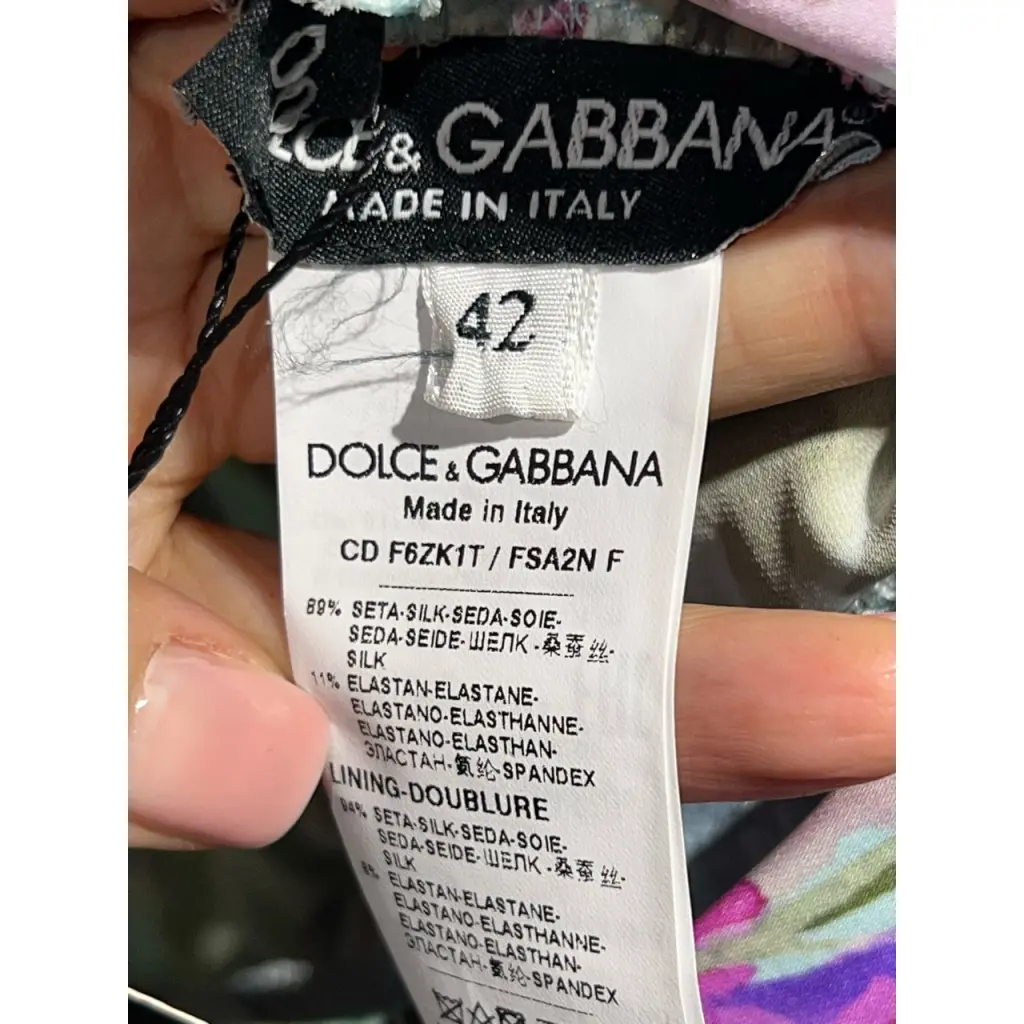 & GABBANA
MADE IN ITALY
42
DOLCE & GABBANA
Made in Italy
CD F6ZK1T / FSA2N F
89% SETA-SILK-SEDA-SOIE-
SEDA-SEIDE-ШЕЛК-桑蚕丝-
SILK
11% ELASTAN-ELASTANE-
ELASTANO-ELASTHANNE-
ELASTANO-ELASTHAN-
ЭЛАСТАН-氨纶-SPANDEX
LINING-DOUBLURE
94% SETA-SILK-SEDA-SOIE-
SEDA-SEIDE-ШЕЛК-桑蚕丝-
SILK
ELASTAN-ELASTANE-
ELASTANO-ELASTHANNE-
ELASTANO-ELASTHAN-
ЭЛАСТАН-氨纶-SPANDEX